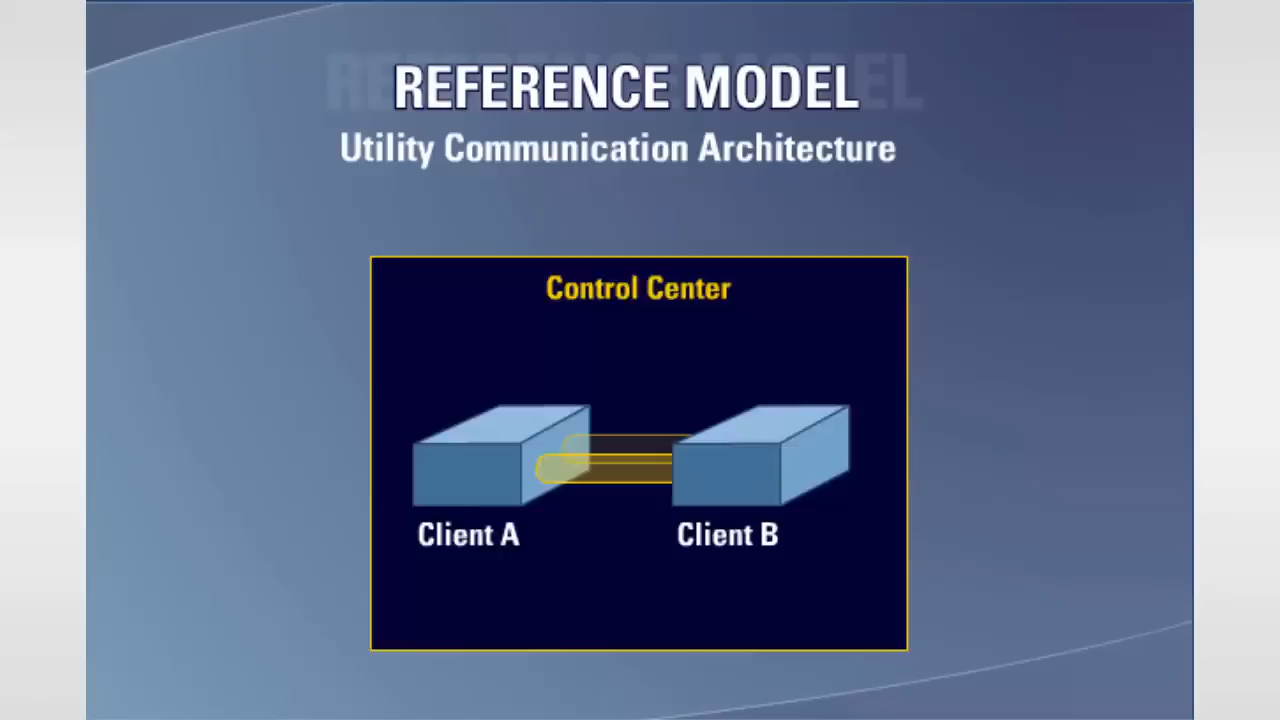 REFERENCE MODEL
Utility Communication Architecture
Control Center
Client A
Client B